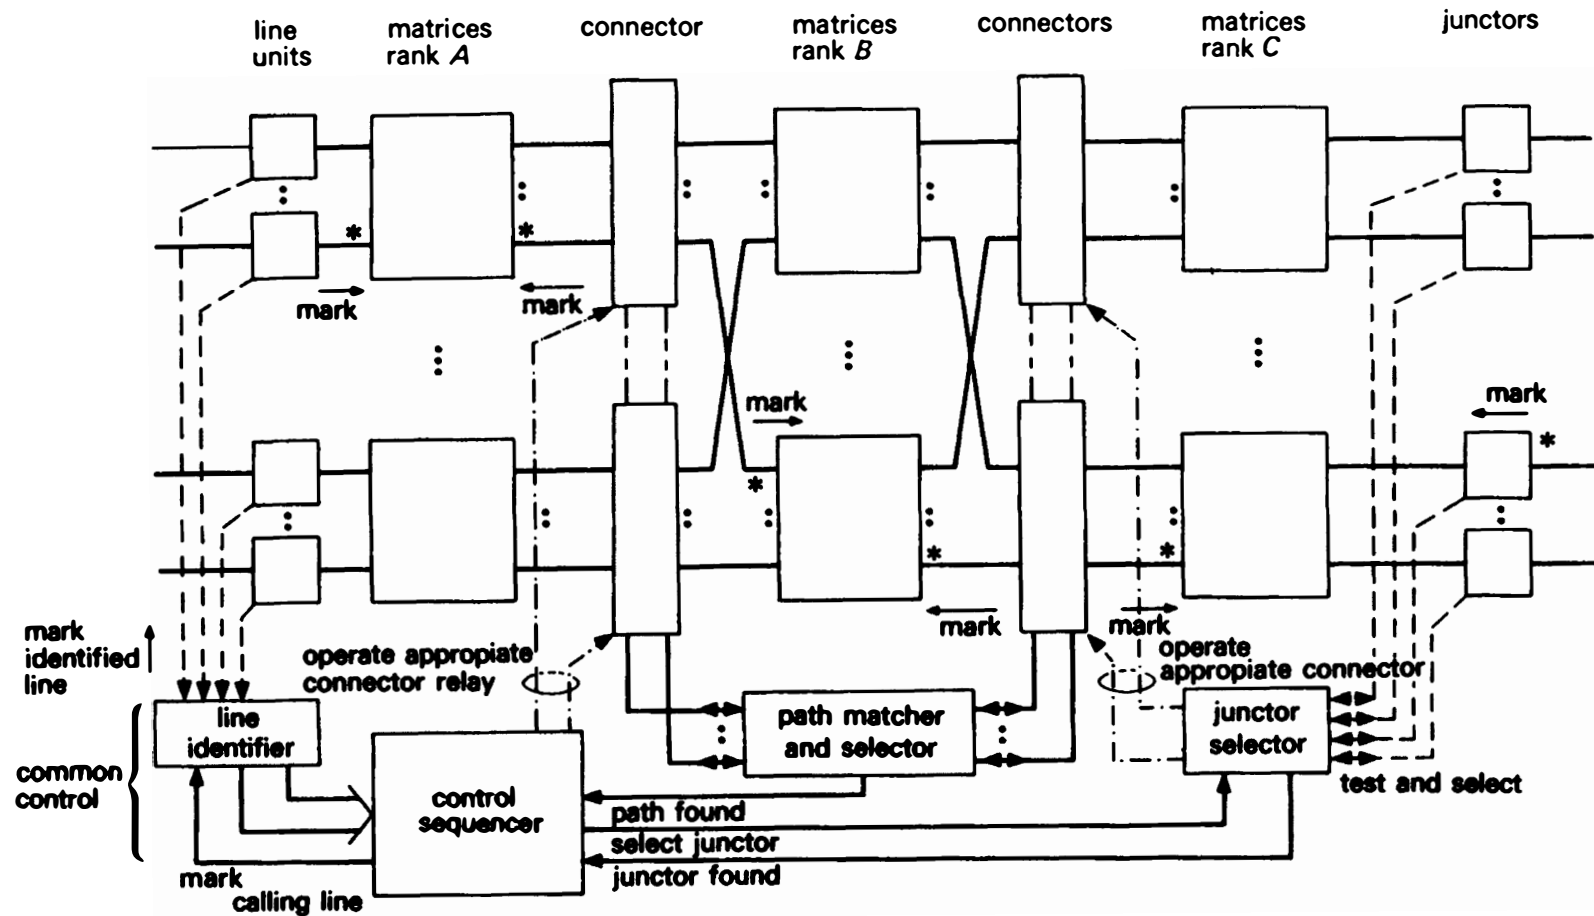 line
units
matrices
rank A
connector
matrices
rank B
connectors
matrices
rank C
junctors
*
*
mark
mark
mark
*
mark
*
*
*
mark
mark
mark
identified
line
operate appropiate
connector relay
operate
appropiate connector
line
identifier
path matcher
and selector
junctor
selector
common
control
control
sequencer
test and select
path found
select junctor
junctor found
mark
calling line